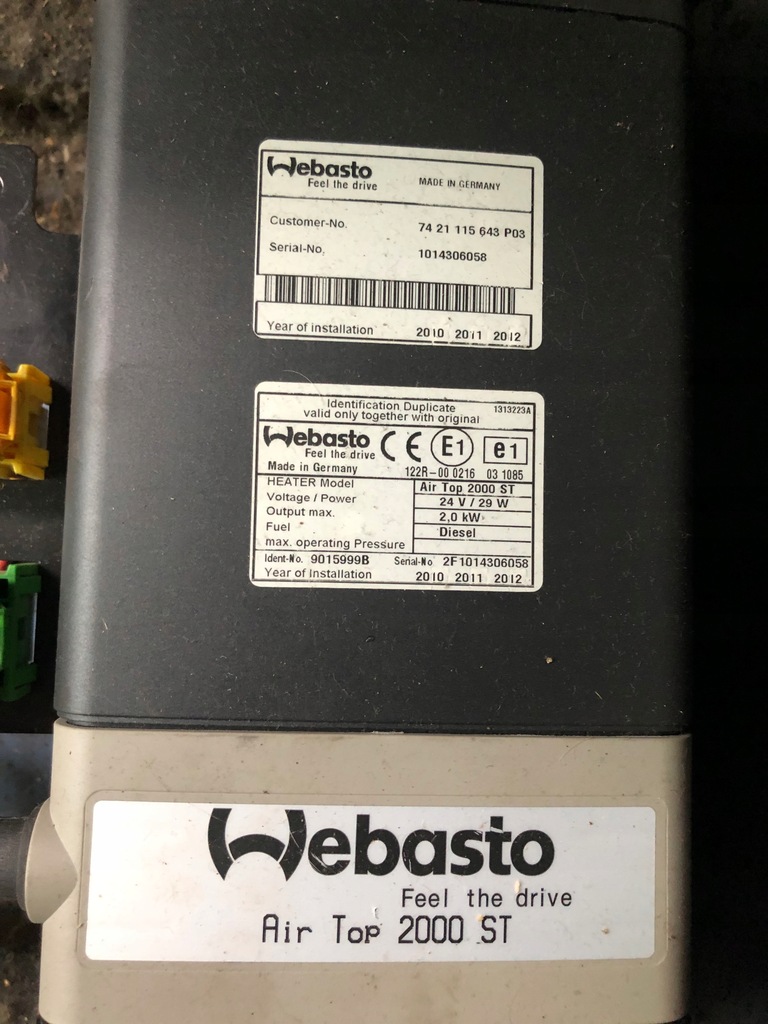 Webasto
Feel the drive MADE IN GERMANY
Customer-No. 74 21 115 643 P03
Serial-No. 1014306058
Year of installation 2010 2011 2012
Identification Duplicate 1313223A
valid only together with original
Webasto CE E1 e1
Feel the drive
Made in Germany 122R-00 0216 03 1085
HEATER Model Air Top 2000 ST
Voltage / Power 24 V / 29 W
Output max. 2,0 kW
Fuel Diesel
max. operating Pressure
Ident-No. 9015999B Serial-No. 2F1014306058
Year of Installation 2010 2011 2012
Webasto
Feel the drive
Air Top 2000 ST